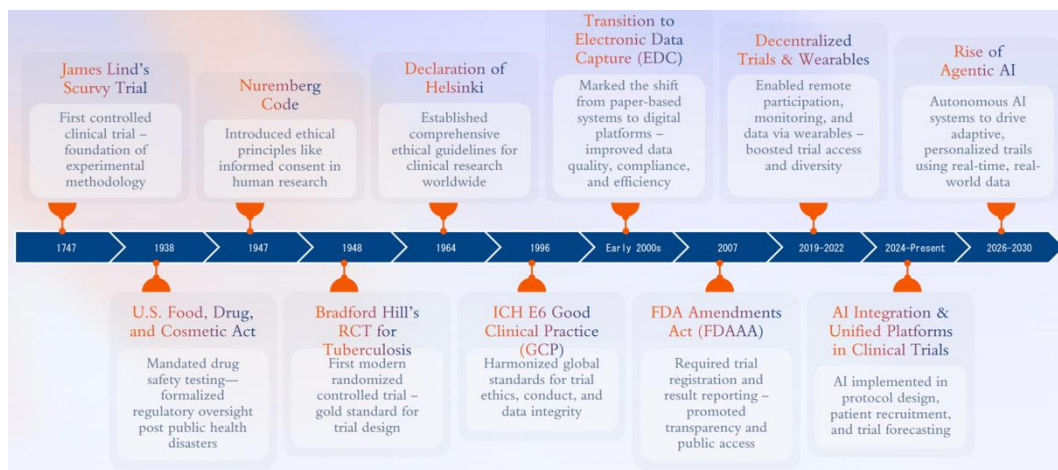 James Lind's
Scurvy Trial
First controlled
clinical trial –
foundation of
experimental
methodology
Nuremberg
Code
Introduced ethical
principles like
informed consent in
human research
Declaration of
Helsinki
Established
comprehensive
ethical guidelines for
clinical research
worldwide
Transition to
Electronic Data
Capture (EDC)
Marked the shift
from paper-based
systems to digital
platforms –
improved data
quality, compliance,
and efficiency
Decentralized
Trials & Wearables
Enabled remote
participation,
monitoring, and
data via wearables –
boosted trial access
and diversity
Rise of
Agentic AI
Autonomous AI
systems to drive
adaptive,
personalized trails
using real-time, real-
world data
1747
1938
1947
1948
1964
1996
Early 2000s
2007
2019-2022
2024-Present
2026-2030
U.S. Food, Drug,
and Cosmetic Act
Mandated drug
safety testing—
formalized
regulatory oversight
post public health
disasters
Bradford Hill's
RCT for
Tuberculosis
First modern
randomized
controlled trial –
gold standard for
trial design
ICH E6 Good
Clinical Practice
(GCP)
Harmonized global
standards for trial
ethics, conduct, and
data integrity
FDA Amendments
Act (FDAAA)
Required trial
registration and
result reporting –
promoted
transparency and
public access
AI Integration &
Unified Platforms
in Clinical Trials
AI implemented in
protocol design,
patient recruitment,
and trial forecasting